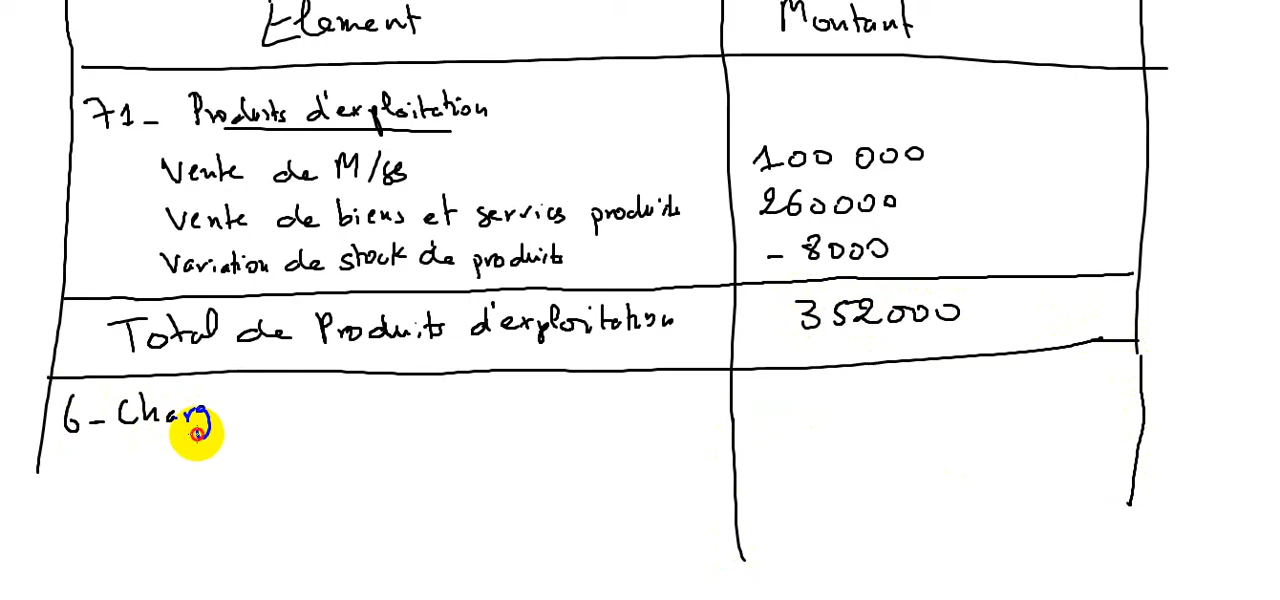 Element Montant
71- Produits d'exploitation
Vente de M/ses 100 000
Vente de biens et services produits 260000
Variation de stock de produits - 8000
Total de Produits d'exploitation 352000
6- Charg